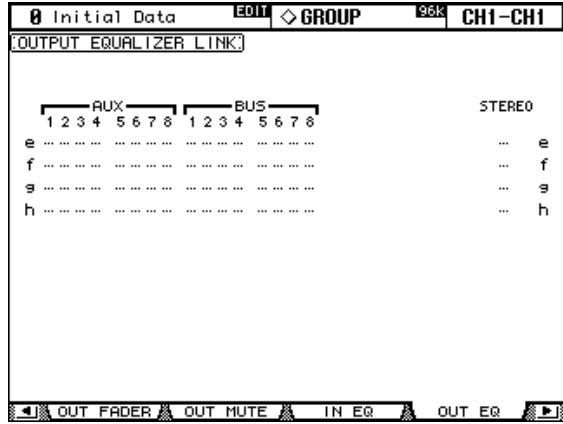 0 Initial Data EDIT ◇GROUP 96K CH1-CH1
OUTPUT EQUALIZER LINK
AUX BUS STEREO
1 2 3 4 5 6 7 8 1 2 3 4 5 6 7 8
e e
f f
g g
h h
OUT FADER OUT MUTE IN EQ OUT EQ